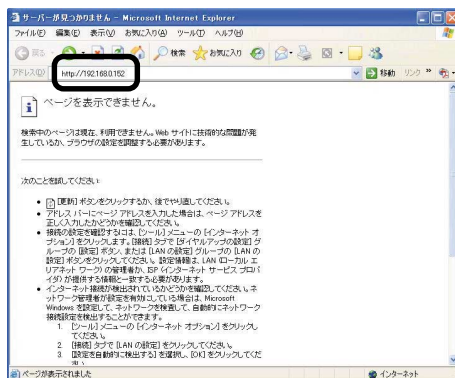 サーバーが見つかりません - Microsoft Internet Explorer
ファイル(F) 編集(E) 表示(V) お気に入り(A) ツール(T) ヘルプ(H)
戻る 検索 お気に入り
アドレス(D) http://192.168.0.152 移動 リンク »
ページを表示できません。
検索中のページは現在、利用できません。Web サイトに技術的な問題が発
生しているか、ブラウザの設定を調整する必要があります。
次のことを試してください:
• [更新] ボタンをクリックするか、後でやり直してください。
• アドレス バーにページ アドレスを入力した場合は、ページ アドレスを
正しく入力したかどうかを確認してください。
• 接続の設定を確認するには、[ツール] メニューの [インターネット オ
プション] をクリックします。[接続] タブで [ダイヤルアップの設定] グ
ループの [設定] ボタン、または [LAN の設定] グループの [LAN の
設定] ボタンをクリックしてください。設定情報は、LAN (ローカル エ
リア ネットワーク) の管理者か、ISP (インターネット サービス プロバ
イダ) が提供する情報と一致する必要があります。
• インターネット接続が検出されているかどうかを確認してください。ネ
ットワーク管理者が設定を有効にしている場合は、Microsoft
Windows を設定して、ネットワークを検査して、自動的にネットワーク
接続設定を検出することができます。
1. [ツール] メニューの [インターネット オプション] をクリックし
てください。
2. [接続] タブで [LAN の設定] をクリックしてください。
3. [設定を自動的に検出する] を選択し、[OK] をクリックしてくだ
さい。
ページが表示されました インターネット